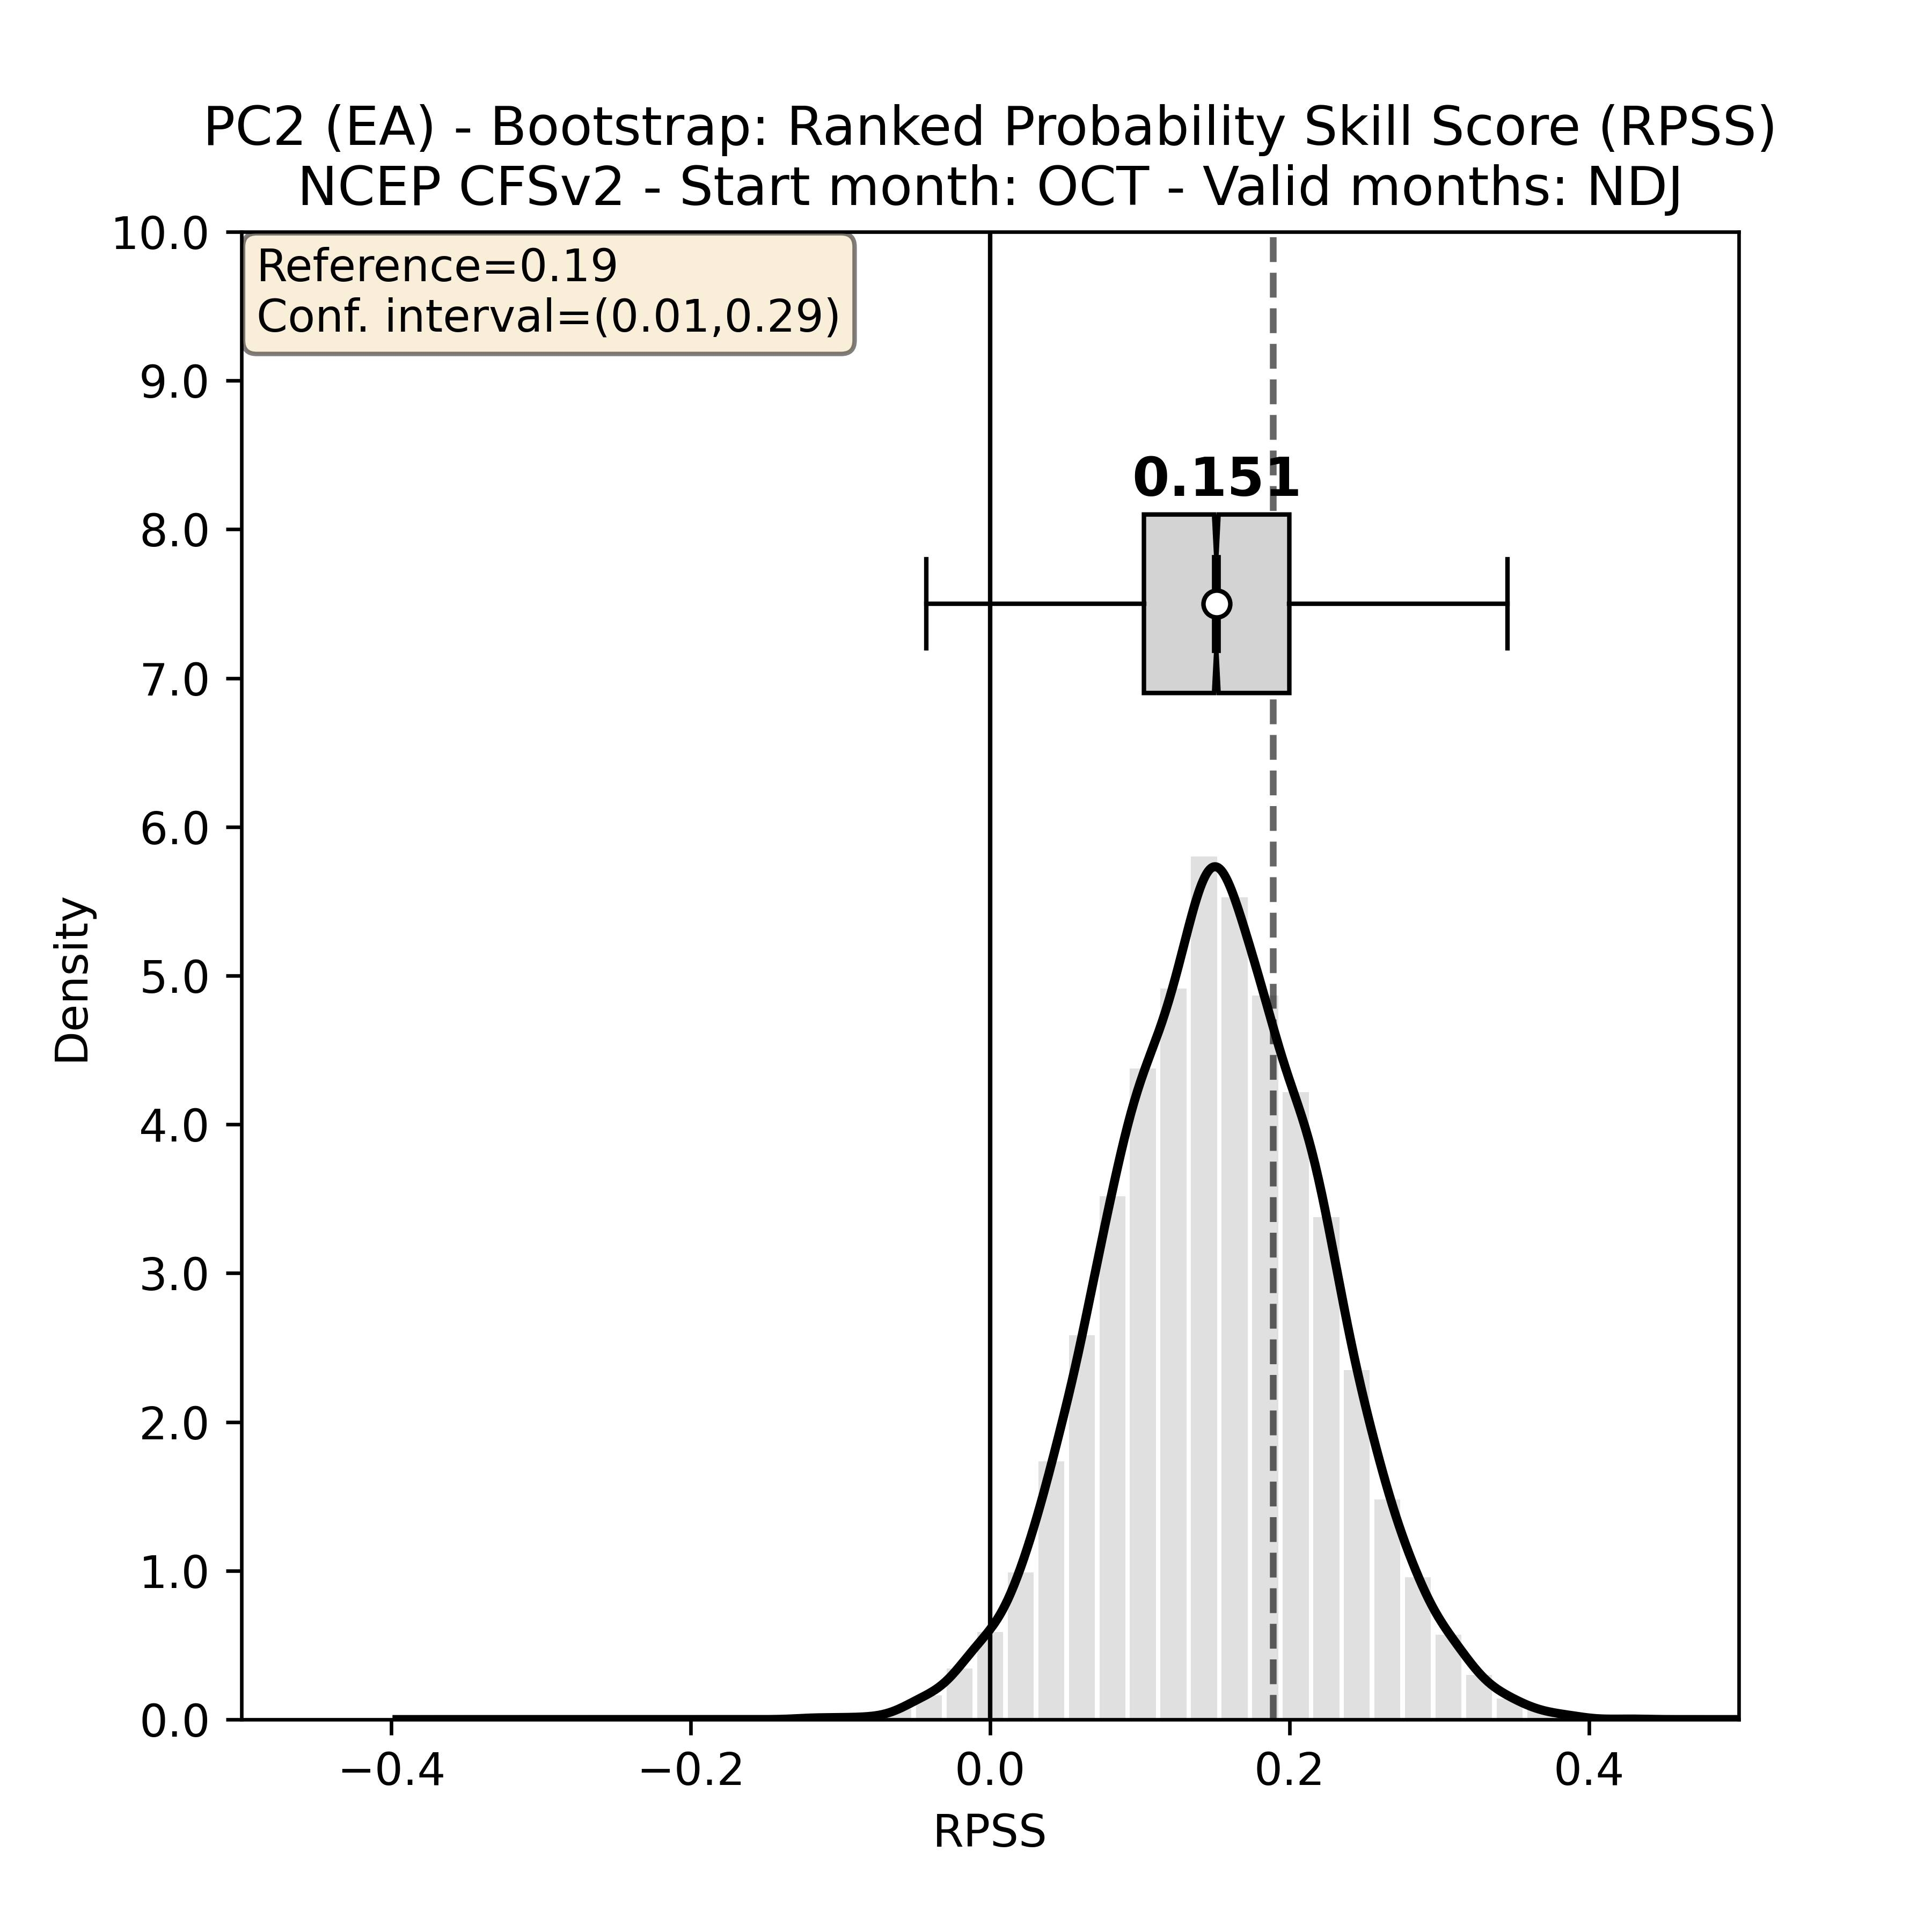 PC2 (EA) - Bootstrap: Ranked Probability Skill Score (RPSS)
NCEP CFSv2 - Start month: OCT - Valid months: NDJ
Reference=0.19
Conf. interval=(0.01,0.29)
0.151
10.0
9.0
8.0
7.0
6.0
5.0
4.0
3.0
2.0
1.0
0.0
Density
−0.4
−0.2
0.0
0.2
0.4
RPSS